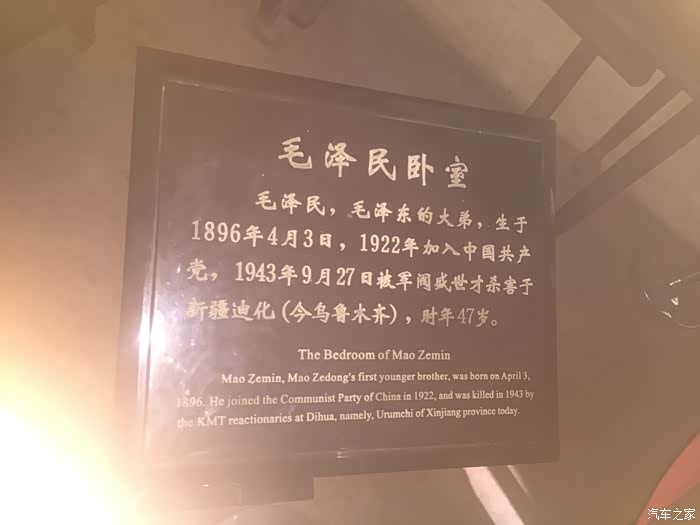 毛泽民卧室
毛泽民，毛泽东的大弟，生于
1896年4月3日，1922年加入中国共产
党，1943年9月27日被军阀盛世才杀害于
新疆迪化(今乌鲁木齐)，时年47岁。
The Bedroom of Mao Zemin
Mao Zemin, Mao Zedong's first younger brother, was born on April 3,
1896. He joined the Communist Party of China in 1922, and was killed in 1943 by
the KMT reactionaries at Dihua, namely, Urumchi of Xinjiang province today.
汽车之家